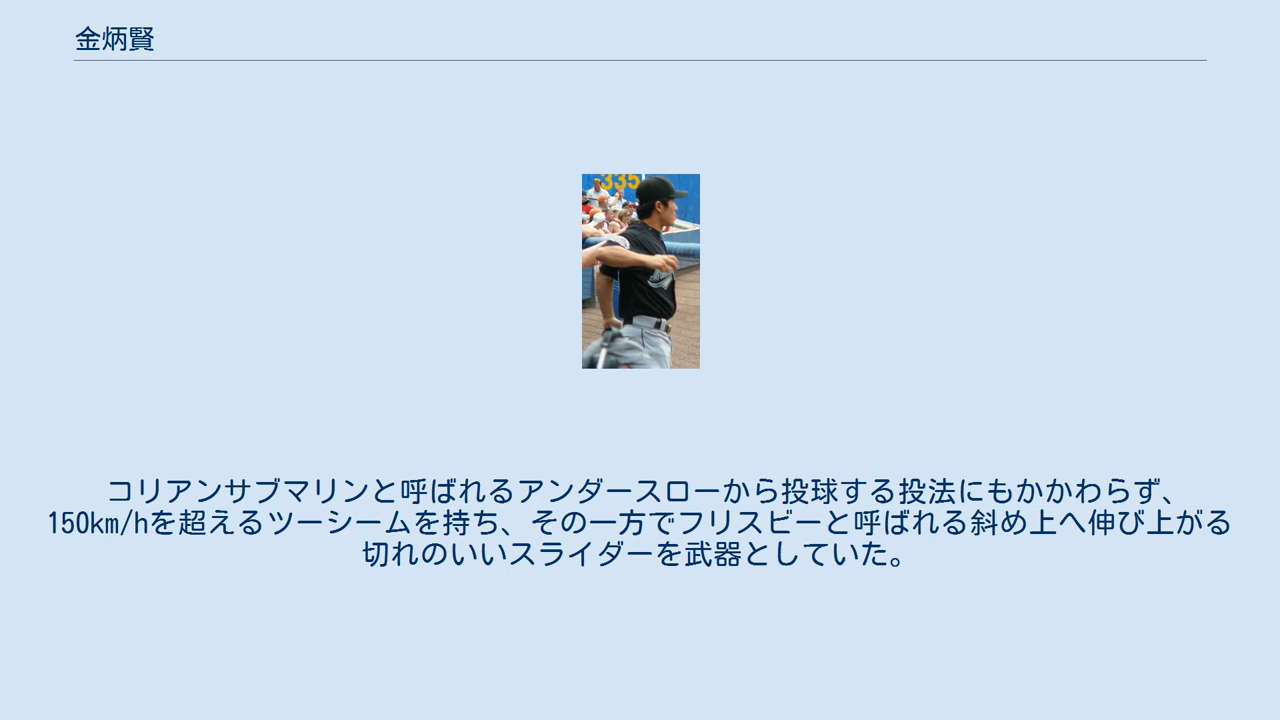 金炳賢
335
コリアンサブマリンと呼ばれるアンダースローから投球する投法にもかかわらず、
150km/hを超えるツーシームを持ち、その一方でフリスビーと呼ばれる斜め上へ伸び上がる
切れのいいスライダーを武器としていた。